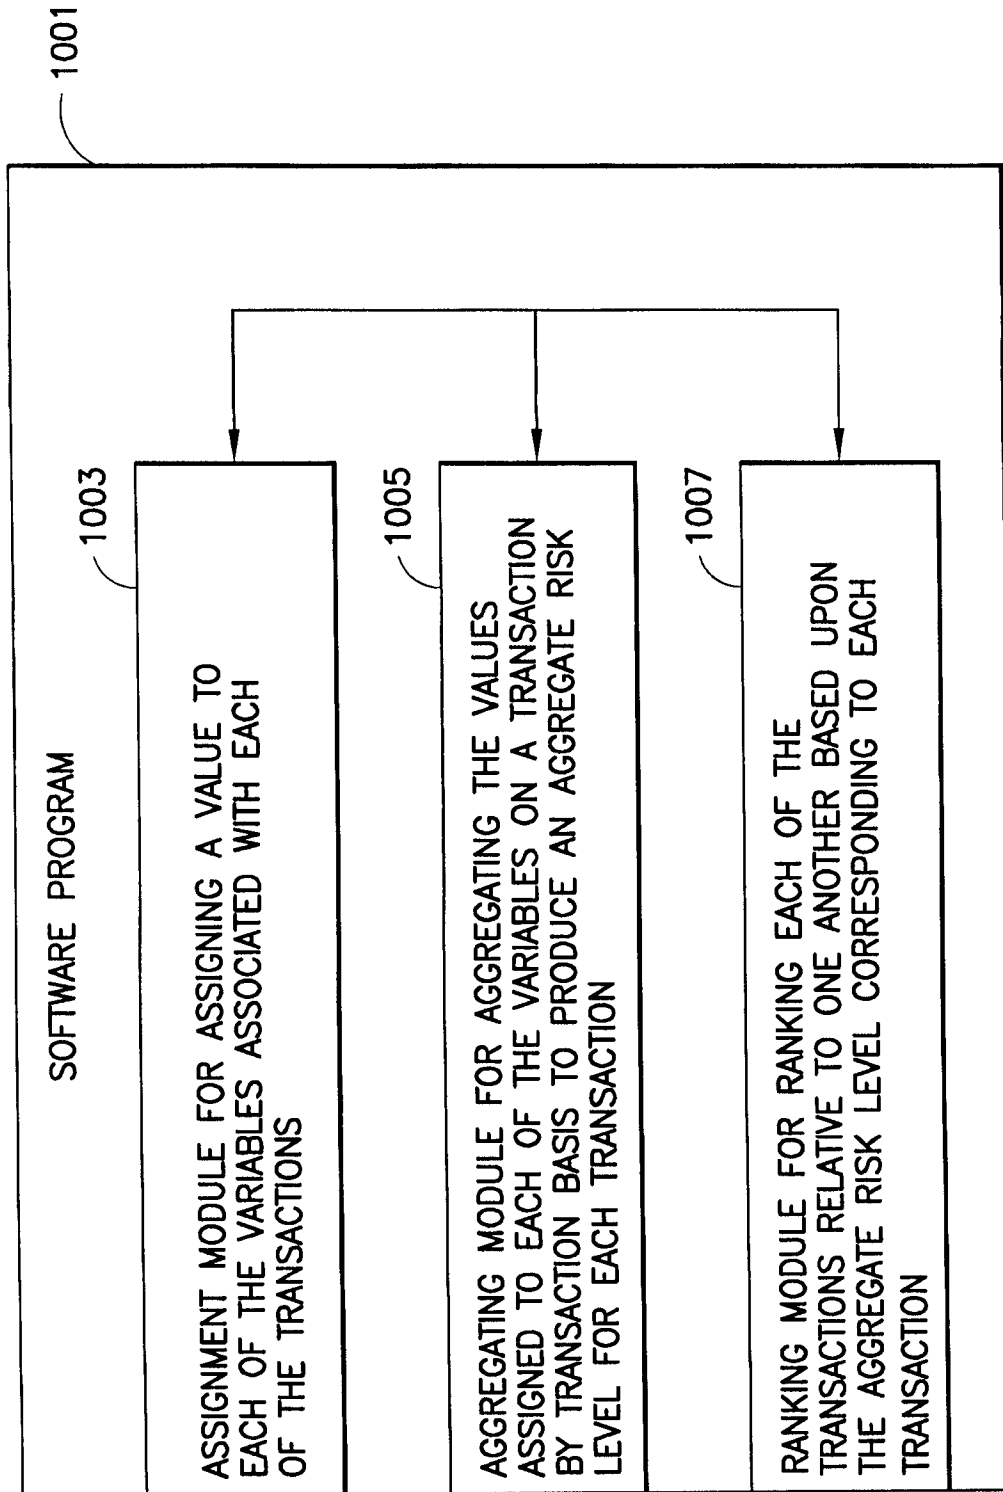 1001
SOFTWARE PROGRAM
1003
ASSIGNMENT MODULE FOR ASSIGNING A VALUE TO
EACH OF THE VARIABLES ASSOCIATED WITH EACH
OF THE TRANSACTIONS
1005
AGGREGATING MODULE FOR AGGREGATING THE VALUES
ASSIGNED TO EACH OF THE VARIABLES ON A TRANSACTION
BY TRANSACTION BASIS TO PRODUCE AN AGGREGATE RISK
LEVEL FOR EACH TRANSACTION
1007
RANKING MODULE FOR RANKING EACH OF THE
TRANSACTIONS RELATIVE TO ONE ANOTHER BASED UPON
THE AGGREGATE RISK LEVEL CORRESPONDING TO EACH
TRANSACTION